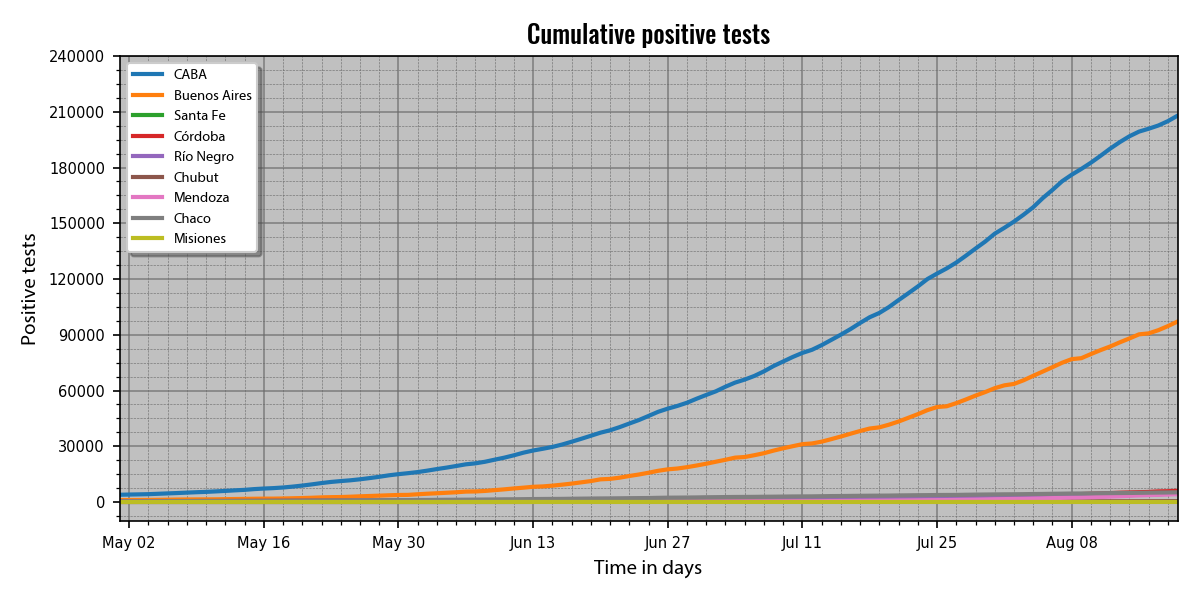 Cumulative positive tests
240000
210000
180000
150000
120000
90000
60000
30000
0
Positive tests
CABA
Buenos Aires
Santa Fe
Córdoba
Río Negro
Chubut
Mendoza
Chaco
Misiones
May 02 May 16 May 30 Jun 13 Jun 27 Jul 11 Jul 25 Aug 08
Time in days